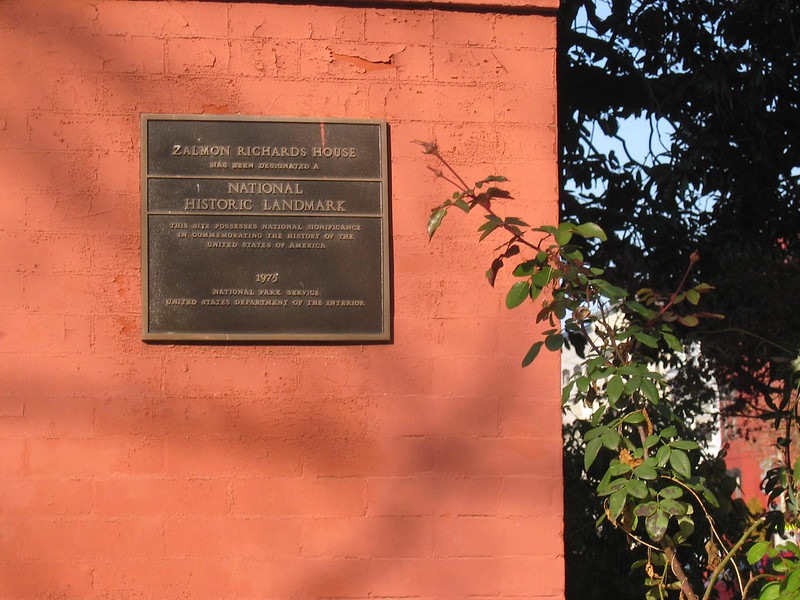 ZALMON RICHARDS HOUSE
HAS BEEN DESIGNATED A
NATIONAL
HISTORIC LANDMARK
THIS SITE POSSESSES NATIONAL SIGNIFICANCE
IN COMMEMORATING THE HISTORY OF THE
UNITED STATES OF AMERICA
1975
NATIONAL PARK SERVICE
UNITED STATES DEPARTMENT OF THE INTERIOR